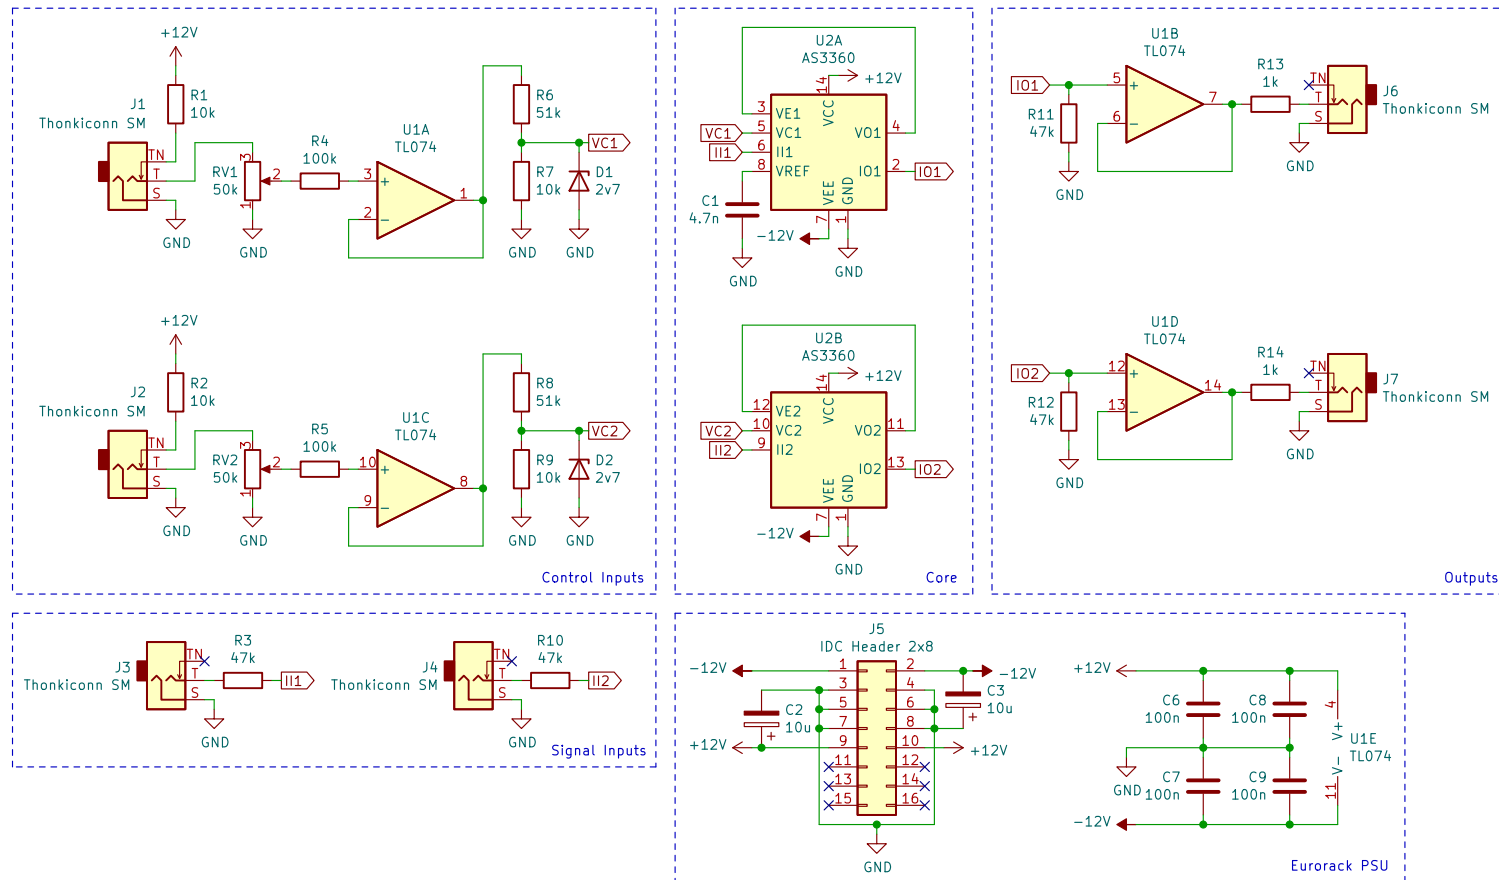 +12V
R1
10k
J1
Thonkiconn SM
TN
T
S
GND
RV1
50k
3
2
1
GND
R4
100k
U1A
TL074
3
+
2
−
1
R6
51k
VC1
R7
10k
D1
2v7
GND
GND
+12V
R2
10k
J2
Thonkiconn SM
TN
T
S
GND
RV2
50k
3
2
1
GND
R5
100k
U1C
TL074
10
+
9
−
8
R8
51k
VC2
R9
10k
D2
2v7
GND
GND
Control Inputs
U2A
AS3360
14
+12V
VCC
3
VE1
VC1
5
VC1
II1
6
II1
8
VREF
VO1
4
IO1
2
IO1
VEE
GND
7
1
C1
4.7n
-12V
GND
GND
U2B
AS3360
14
+12V
VCC
12
VE2
VC2
10
VC2
II2
9
II2
VO2
11
IO2
13
IO2
VEE
GND
7
1
-12V
GND
Core
U1B
TL074
IO1
5
+
6
−
7
R11
47k
GND
R13
1k
TN
T
S
J6
Thonkiconn SM
GND
U1D
TL074
IO2
12
+
13
−
14
R12
47k
GND
R14
1k
TN
T
S
J7
Thonkiconn SM
GND
Outputs
J3
Thonkiconn SM
TN
T
S
R3
47k
II1
GND
J4
Thonkiconn SM
TN
T
S
R10
47k
II2
GND
Signal Inputs
J5
IDC Header 2x8
-12V
1
2
-12V
3
4
5
6
7
8
9
10
11
12
13
14
15
16
C2
10u
+
C3
10u
+
+12V
+12V
GND
+12V
C6
100n
C8
100n
4
V+
U1E
TL074
V-
11
GND
C7
100n
C9
100n
-12V
Eurorack PSU